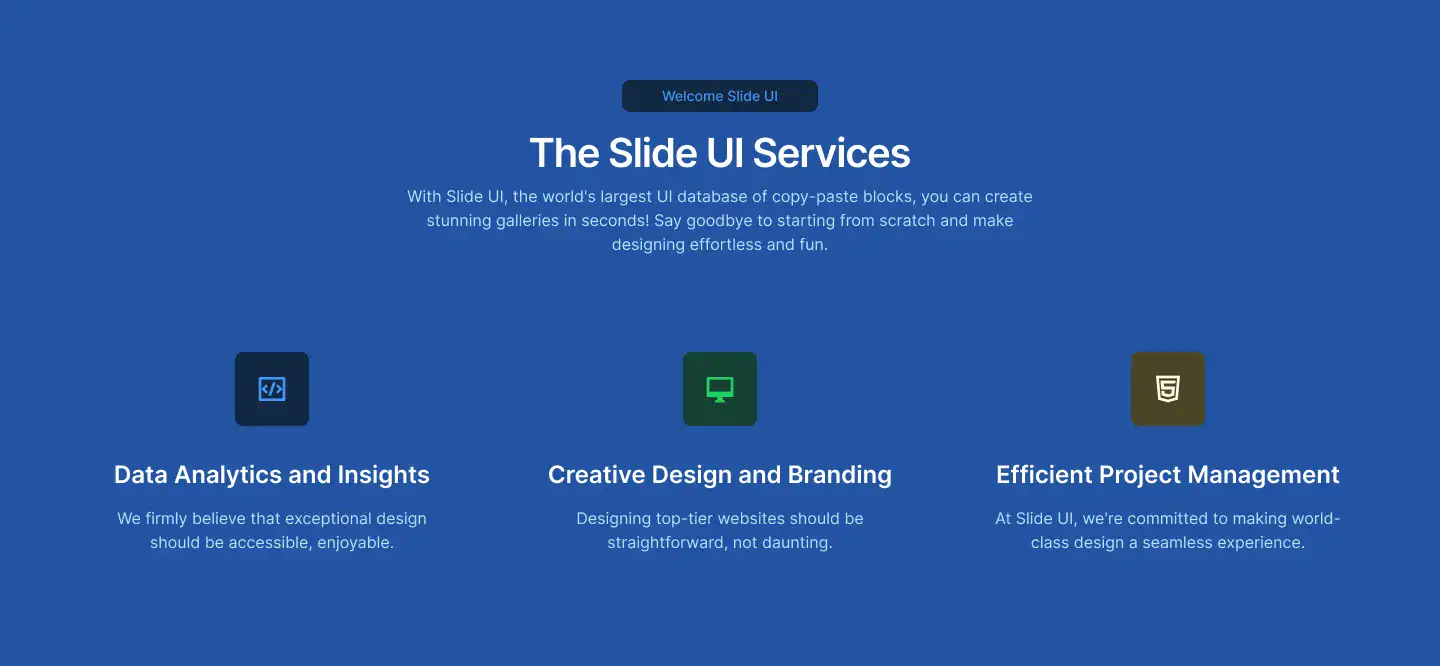 Welcome Slide UI
The Slide UI Services
With Slide UI, the world's largest UI database of copy-paste blocks, you can create
stunning galleries in seconds! Say goodbye to starting from scratch and make
designing effortless and fun.
Data Analytics and Insights
We firmly believe that exceptional design
should be accessible, enjoyable.
Creative Design and Branding
Designing top-tier websites should be
straightforward, not daunting.
Efficient Project Management
At Slide UI, we're committed to making world-
class design a seamless experience.